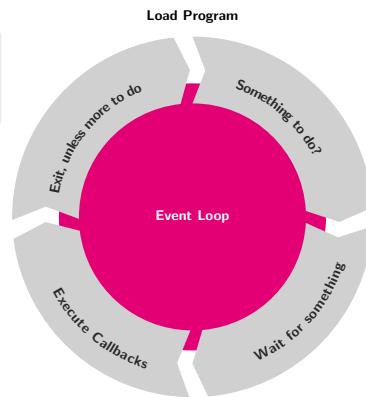 Load Program
Something to do?
Wait for something
Execute Callbacks
Exit, unless more to do
Event Loop